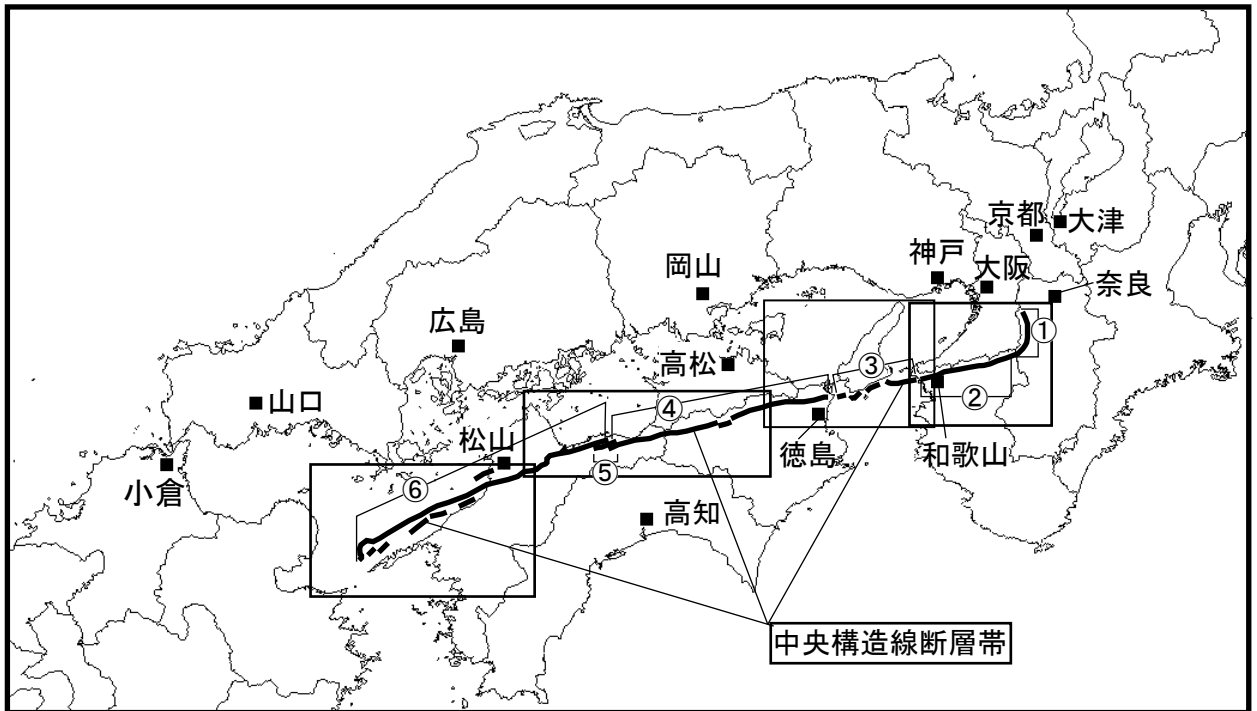 京都
大津
神戸
大阪
奈良
岡山
広島
①
高松
③
山口
②
④
松山
徳島
和歌山
⑤
小倉
⑥
高知
中央構造線断層帯